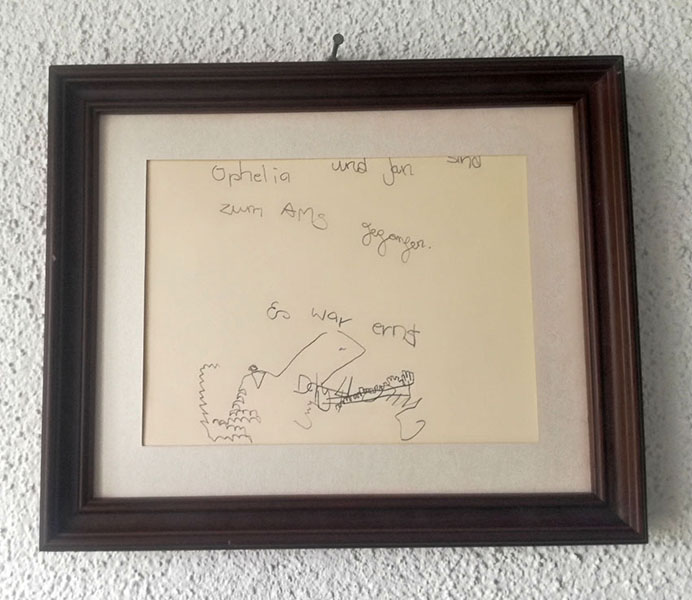 Ophelia und Jan sind
zum AMS gegangen.
Es war ernst